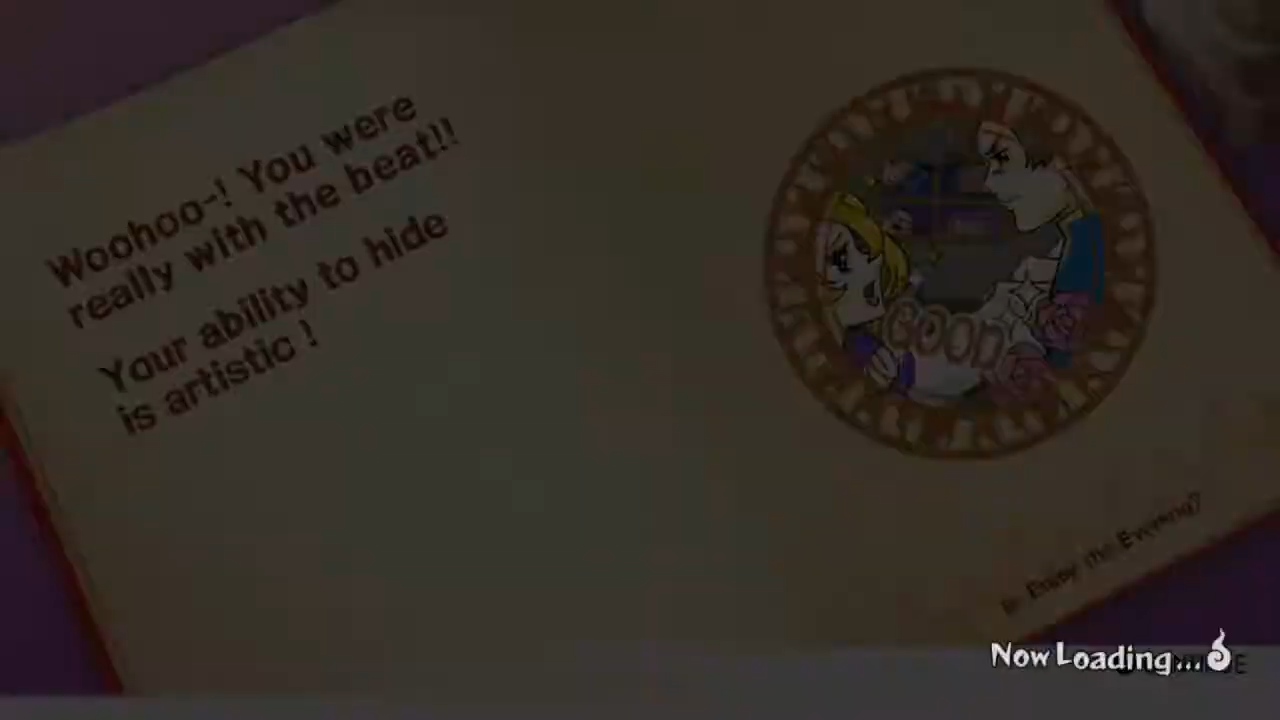 Woohoo-! You were
really with the beat!!
Your ability to hide
is artistic !
GOOD
Enjoy the Evening?
Now Loading...